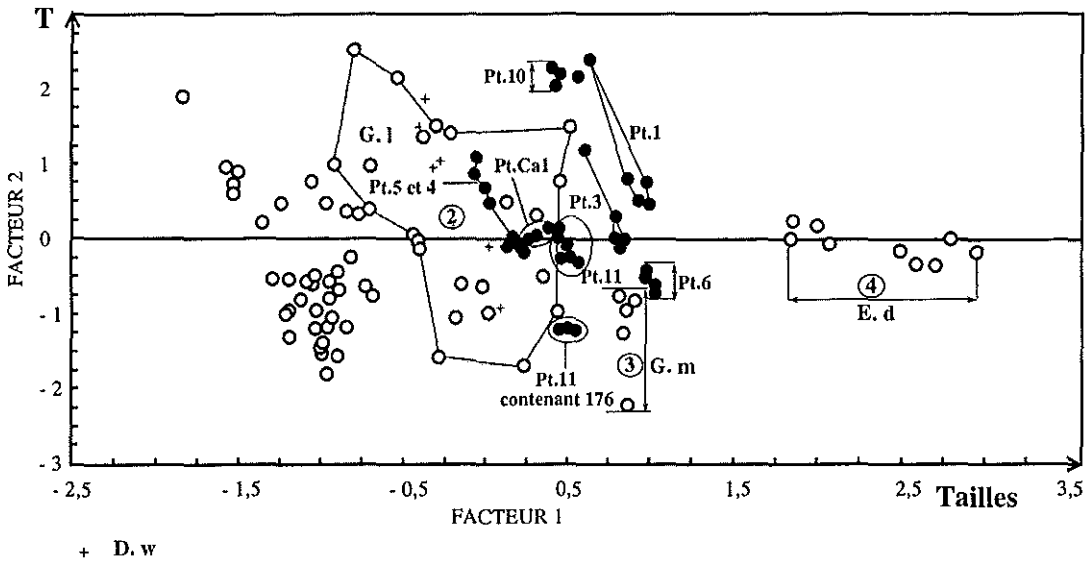 T
2
1
0
- 1
- 2
- 3
FACTEUR 2
Pt.10
Pt.1
G. l
Pt.Ca1
Pt.5 et 4
Pt.3
2
Pt.11
Pt.6
4
E. d
3
G. m
Pt.11
contenant 176
- 2,5
- 1,5
- 0,5
0,5
1,5
2,5
3,5
Tailles
FACTEUR 1
+ D. w